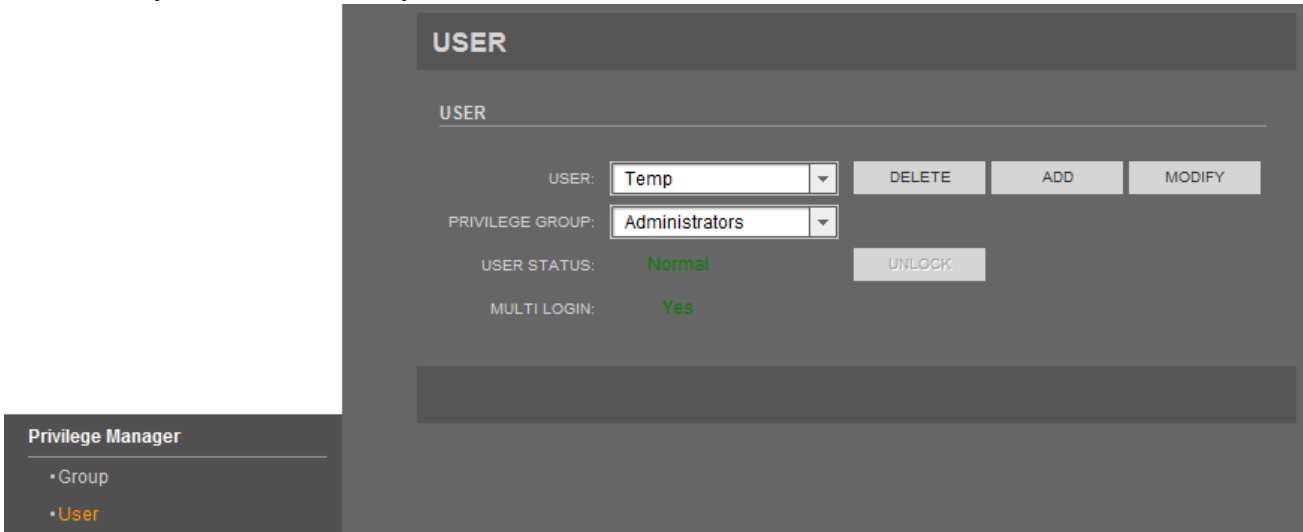 USER
USER
USER: Temp DELETE ADD MODIFY
PRIVILEGE GROUP: Administrators
USER STATUS: Normal UNLOCK
MULTI LOGIN: Yes
Privilege Manager
•Group
•User